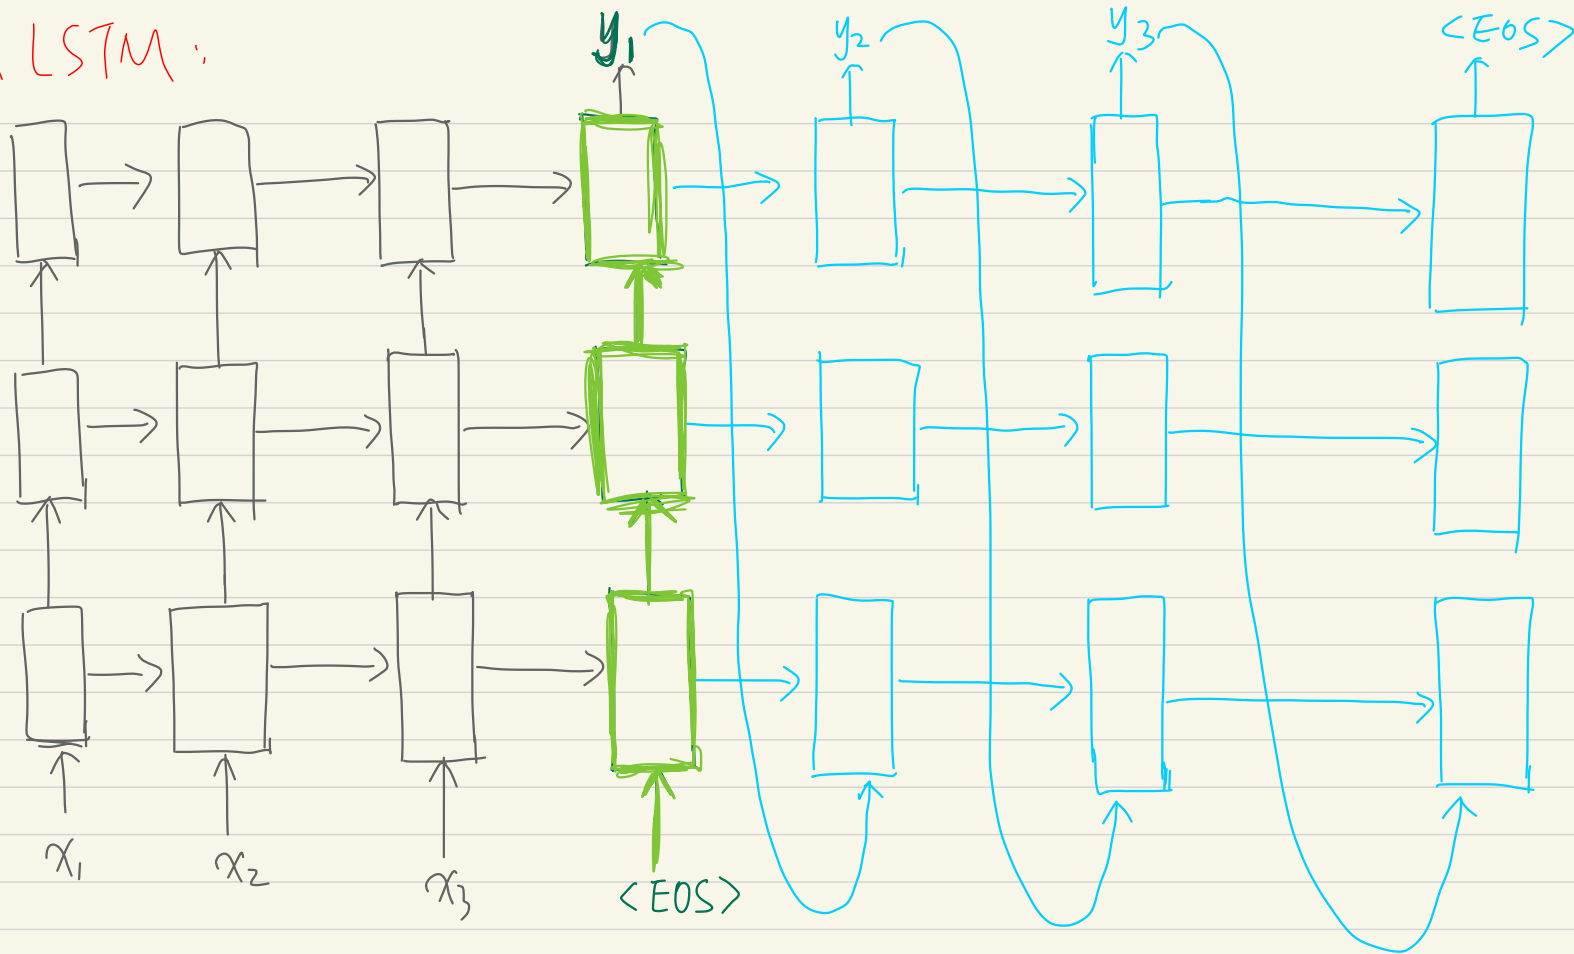 LSTM:
y₁ y₂ y₃ <EOS>
x₁ x₂ x₃ <EOS>